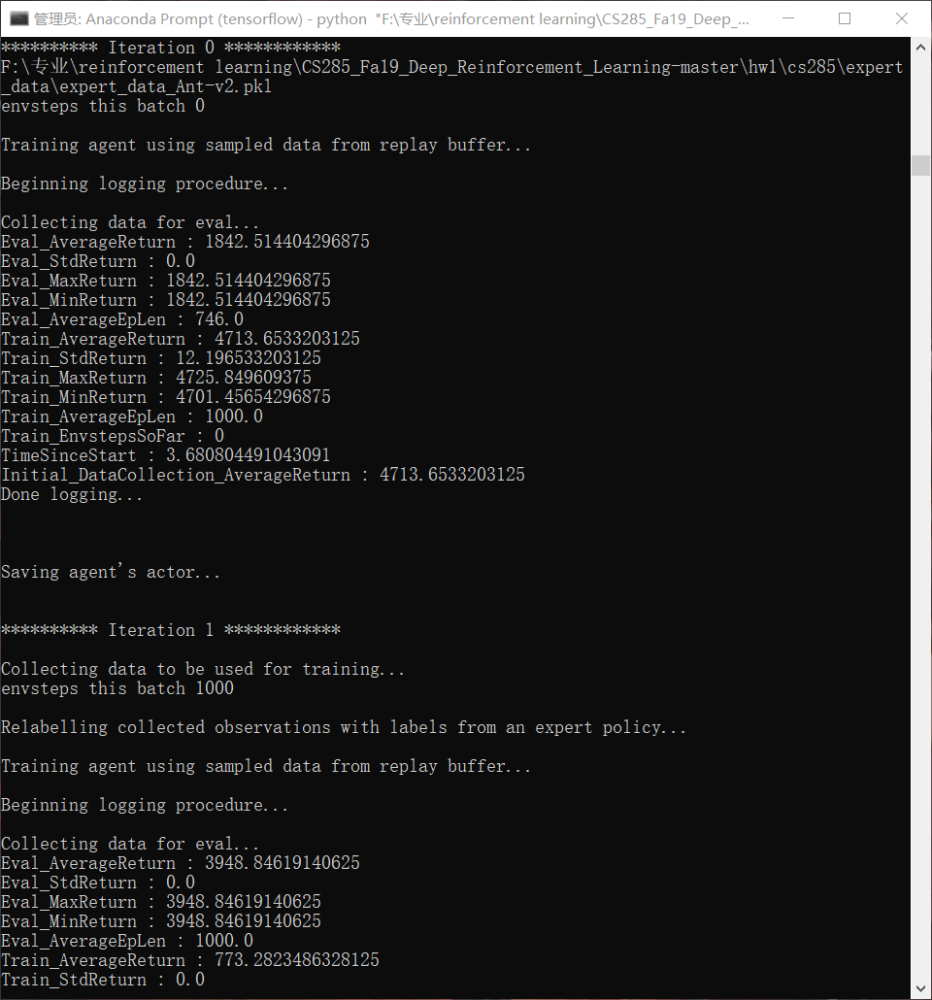 管理员: Anaconda Prompt (tensorflow) - python "F:\专业\reinforcement learning\CS285_Fa19_Deep_...
********** Iteration 0 ************
F:\专业\reinforcement learning\CS285_Fa19_Deep_Reinforcement_Learning-master\hw1\cs285\expert
_data\expert_data_Ant-v2.pkl
envsteps this batch 0
Training agent using sampled data from replay buffer...
Beginning logging procedure...
Collecting data for eval...
Eval_AverageReturn : 1842.514404296875
Eval_StdReturn : 0.0
Eval_MaxReturn : 1842.514404296875
Eval_MinReturn : 1842.514404296875
Eval_AverageEpLen : 746.0
Train_AverageReturn : 4713.6533203125
Train_StdReturn : 12.196533203125
Train_MaxReturn : 4725.849609375
Train_MinReturn : 4701.45654296875
Train_AverageEpLen : 1000.0
Train_EnvstepsSoFar : 0
TimeSinceStart : 3.680804491043091
Initial_DataCollection_AverageReturn : 4713.6533203125
Done logging...
Saving agent's actor...
********** Iteration 1 ************
Collecting data to be used for training...
envsteps this batch 1000
Relabelling collected observations with labels from an expert policy...
Training agent using sampled data from replay buffer...
Beginning logging procedure...
Collecting data for eval...
Eval_AverageReturn : 3948.84619140625
Eval_StdReturn : 0.0
Eval_MaxReturn : 3948.84619140625
Eval_MinReturn : 3948.84619140625
Eval_AverageEpLen : 1000.0
Train_AverageReturn : 773.2823486328125
Train_StdReturn : 0.0